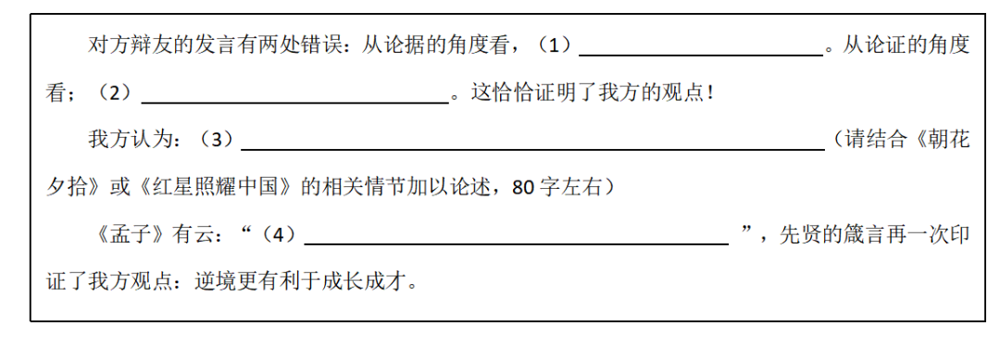 对方辩友的发言有两处错误：从论据的角度看，（1）________________。从论证的角度
看；（2）____________________。这恰恰证明了我方的观点！
我方认为：（3）______________________________________（请结合《朝花
夕拾》或《红星照耀中国》的相关情节加以论述，80 字左右）
《孟子》有云：“（4）____________________________ ”，先贤的箴言再一次印
证了我方观点：逆境更有利于成长成才。